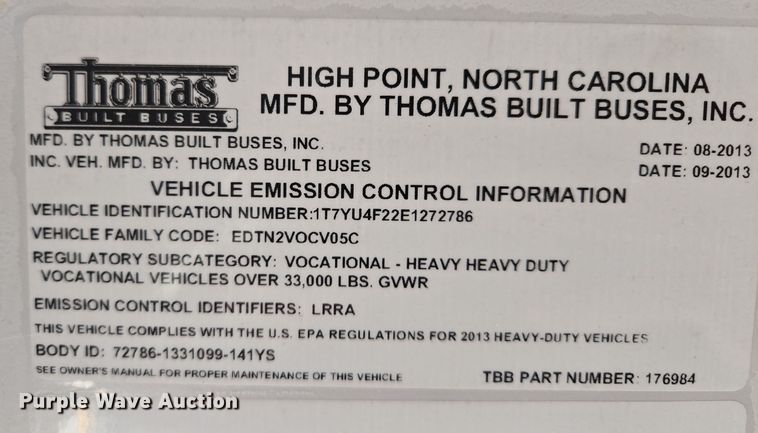 Thomas
BUILT BUSES
HIGH POINT, NORTH CAROLINA
MFD. BY THOMAS BUILT BUSES, INC.
MFD. BY THOMAS BUILT BUSES, INC. DATE: 08-2013
INC. VEH. MFD. BY: THOMAS BUILT BUSES DATE: 09-2013
VEHICLE EMISSION CONTROL INFORMATION
VEHICLE IDENTIFICATION NUMBER:1T7YU4F22E1272786
VEHICLE FAMILY CODE: EDTN2VOCV05C
REGULATORY SUBCATEGORY: VOCATIONAL - HEAVY HEAVY DUTY
VOCATIONAL VEHICLES OVER 33,000 LBS. GVWR
EMISSION CONTROL IDENTIFIERS: LRRA
THIS VEHICLE COMPLIES WITH THE U.S. EPA REGULATIONS FOR 2013 HEAVY-DUTY VEHICLES
BODY ID: 72786-1331099-141YS
SEE OWNER'S MANUAL FOR PROPER MAINTENANCE OF THIS VEHICLE TBB PART NUMBER: 176984
Purple Wave Auction